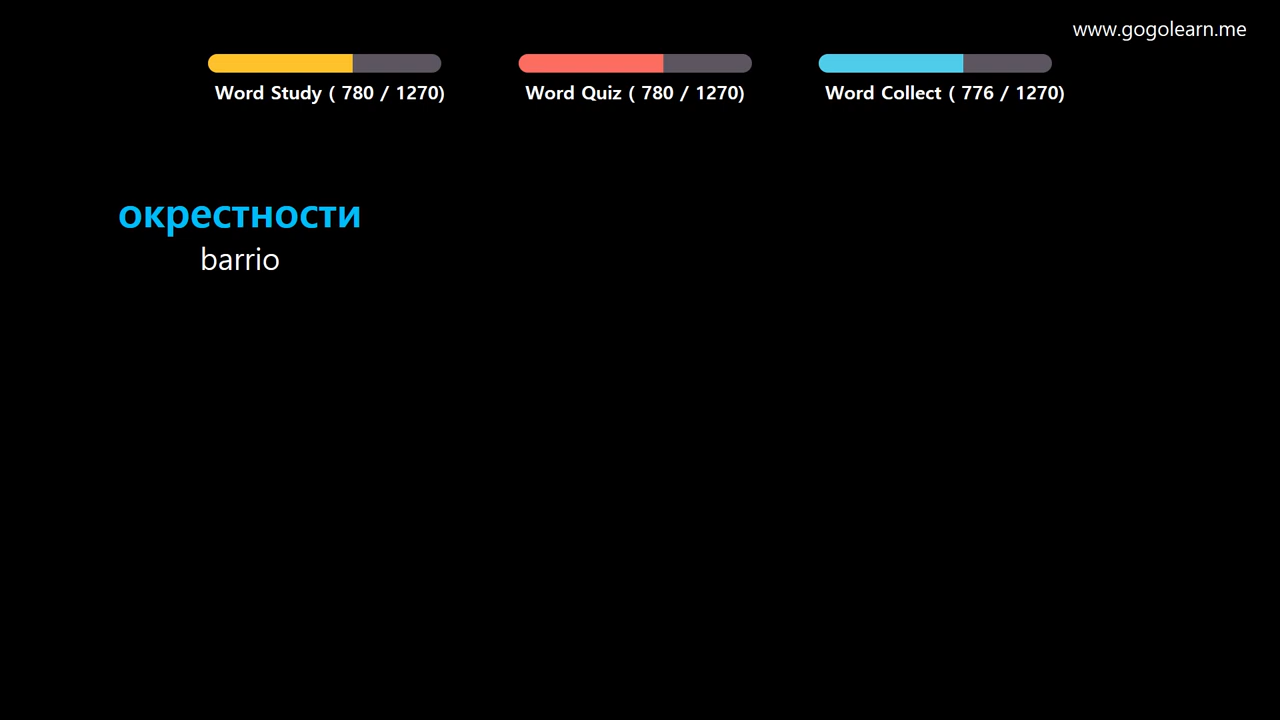 www.gogolearn.me
Word Study ( 780 / 1270)
Word Quiz ( 780 / 1270)
Word Collect ( 776 / 1270)
окрестности
barrio